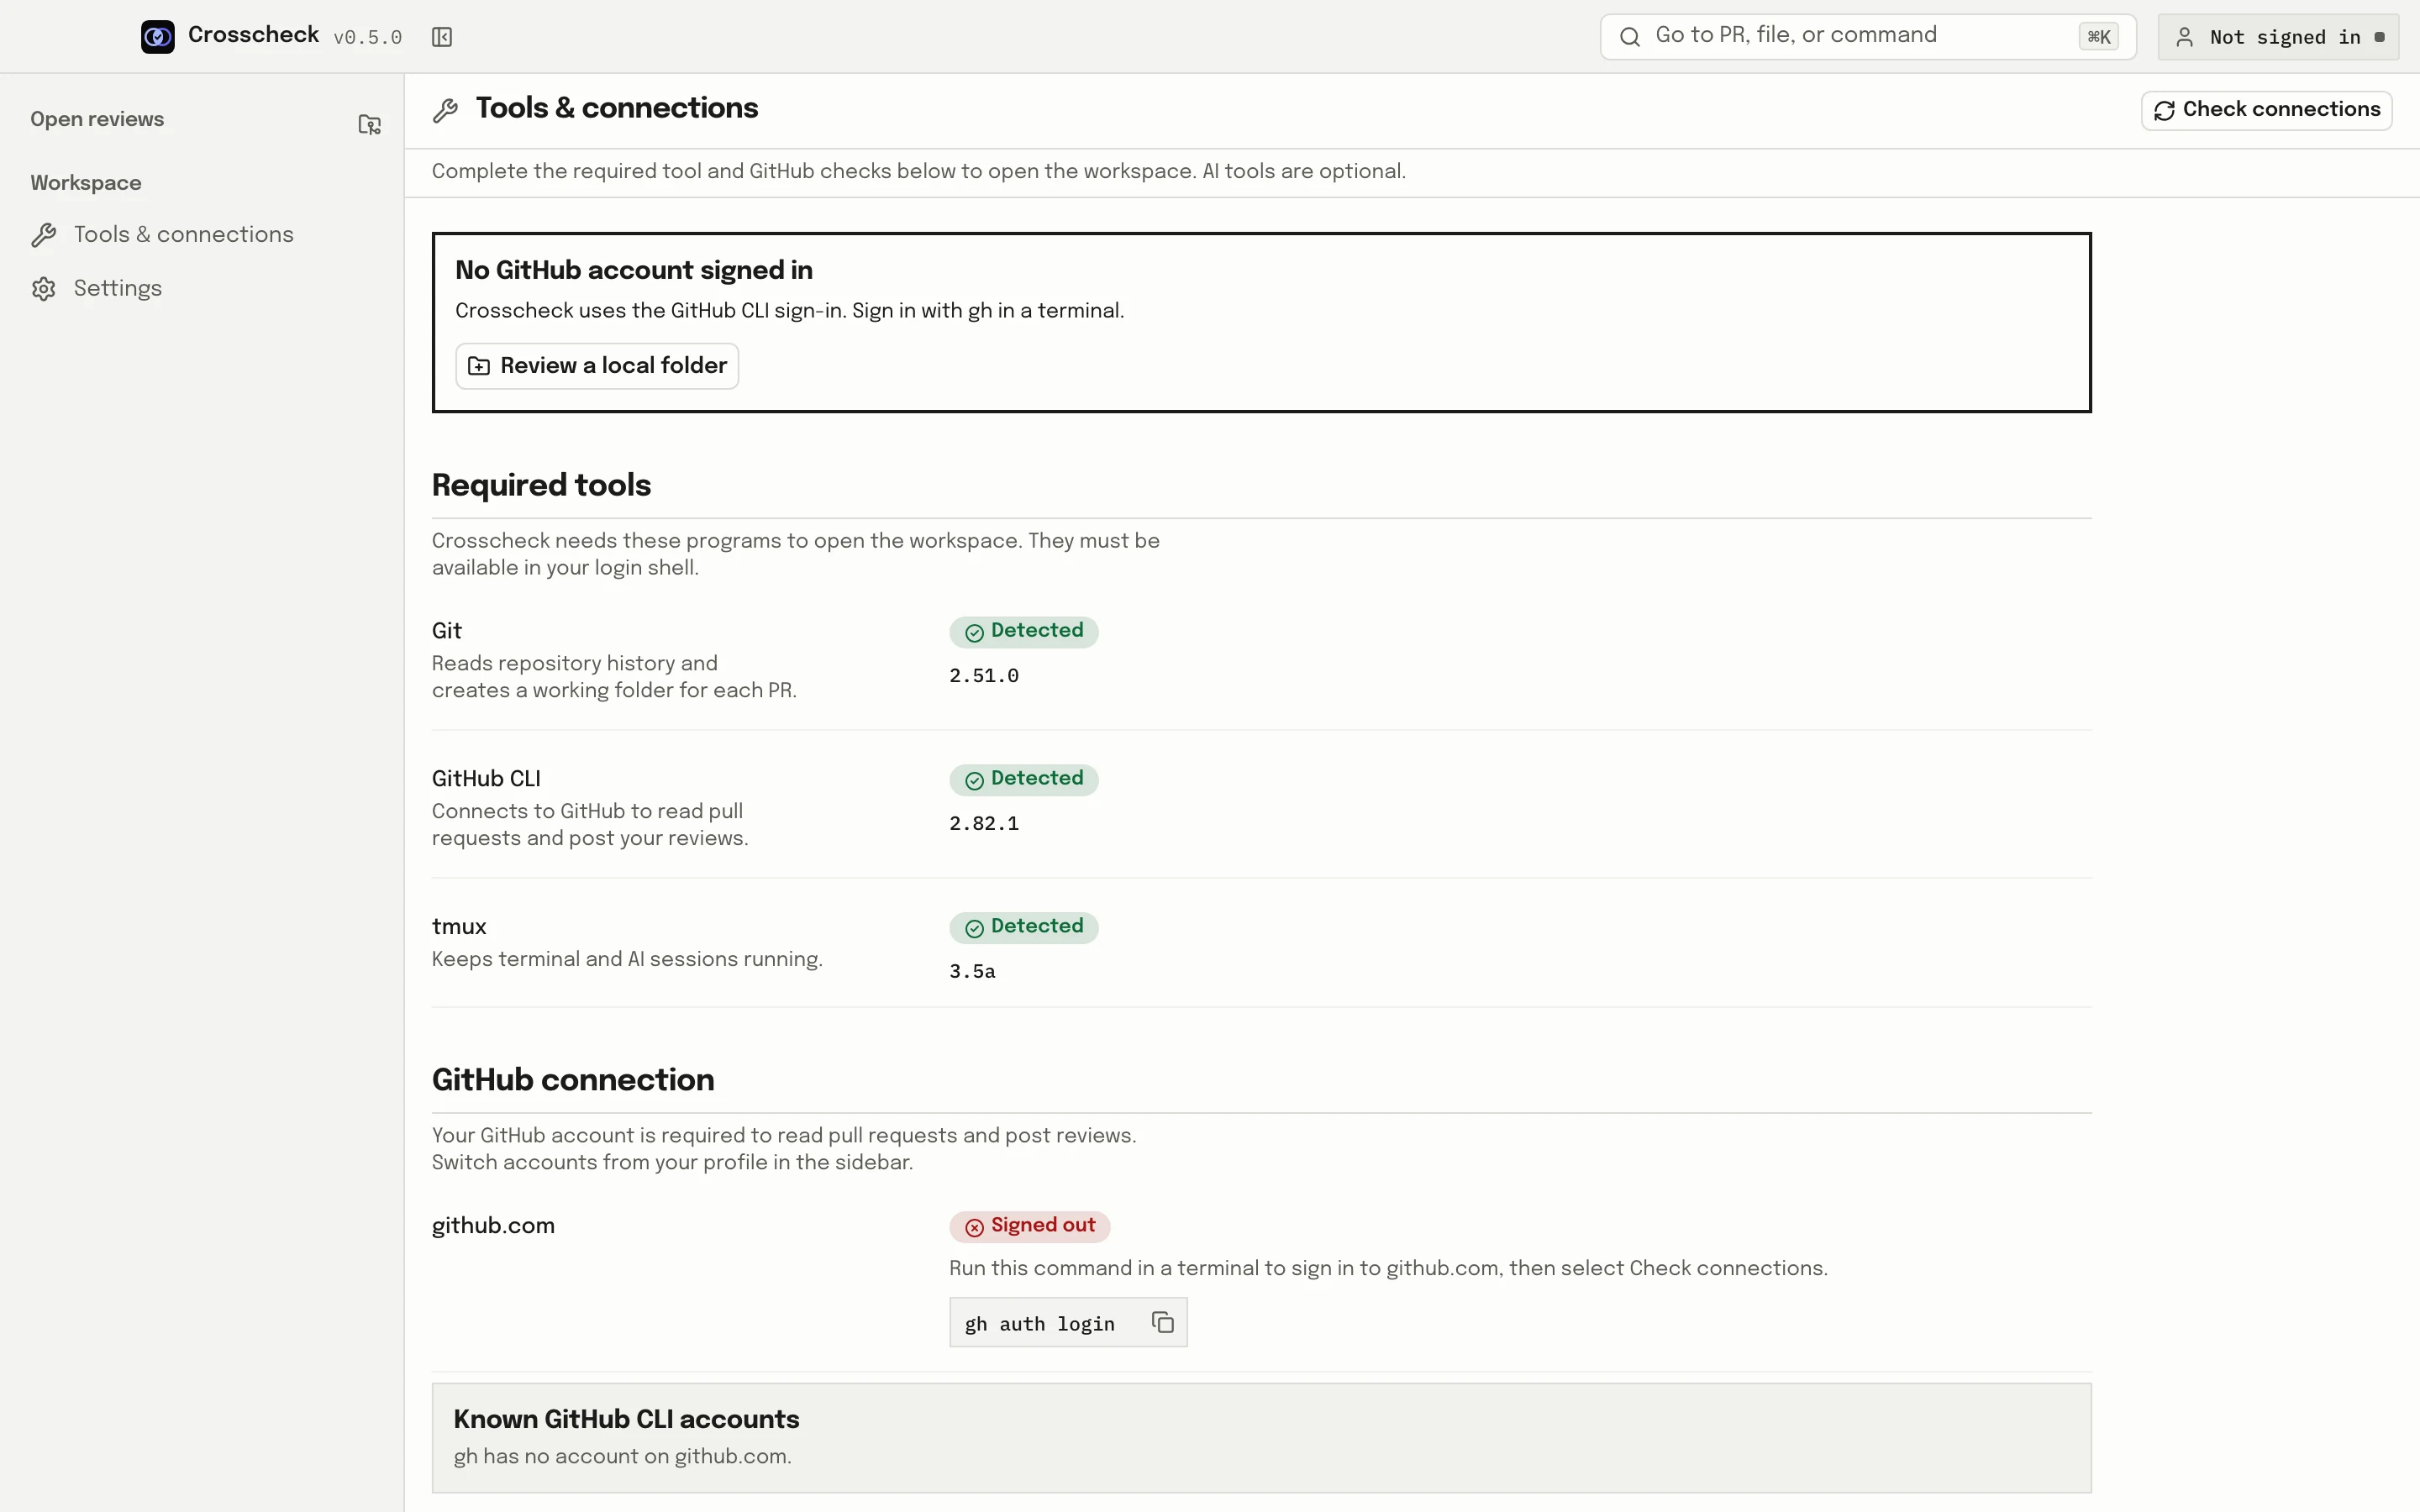 Crosscheck v0.5.0
Go to PR, file, or command ⌘K
Not signed in
Open reviews
Workspace
Tools & connections
Settings
Tools & connections
Check connections
Complete the required tool and GitHub checks below to open the workspace. AI tools are optional.
No GitHub account signed in
Crosscheck uses the GitHub CLI sign-in. Sign in with gh in a terminal.
Review a local folder
Required tools
Crosscheck needs these programs to open the workspace. They must be
available in your login shell.
Git
Reads repository history and
creates a working folder for each PR.
Detected
2.51.0
GitHub CLI
Connects to GitHub to read pull
requests and post your reviews.
Detected
2.82.1
tmux
Keeps terminal and AI sessions running.
Detected
3.5a
GitHub connection
Your GitHub account is required to read pull requests and post reviews.
Switch accounts from your profile in the sidebar.
github.com
Signed out
Run this command in a terminal to sign in to github.com, then select Check connections.
gh auth login
Known GitHub CLI accounts
gh has no account on github.com.